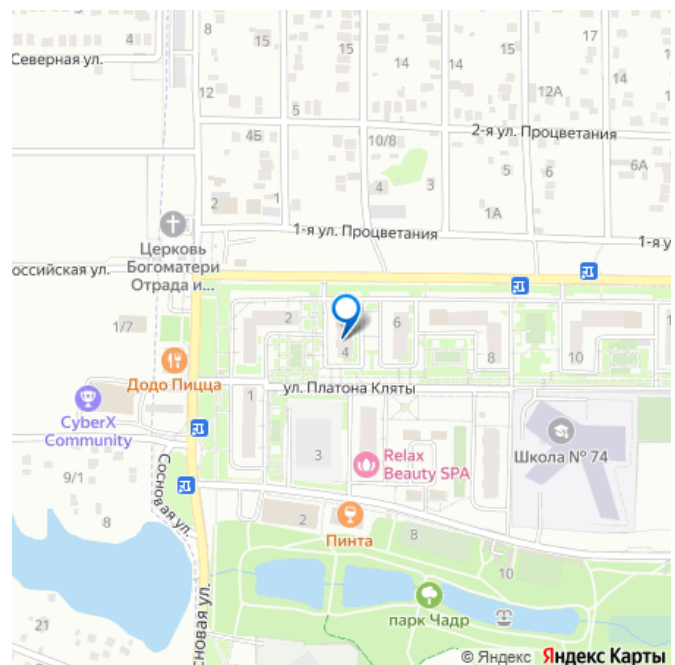 4
8
15
15
14
14
15
Северная ул.
12
5
12А
4Б
10/8
2-я ул. Процветания
6А
5
6
4
3
2
1
1А
1-я ул. Процветания
1-я у
Церковь
Богоматери
Отрада и...
оссийская ул.
1/7
2
6
4
8
10
1
Додо Пицца
ул. Платона Кляты
1
CyberX
Community
3
Relax
Beauty SPA
Школа № 74
Сосновая ул.
9/1
8
2
Пинта
8
10
парк Чадр
21
сновая ул.
© Яндекс Яндекс Карты